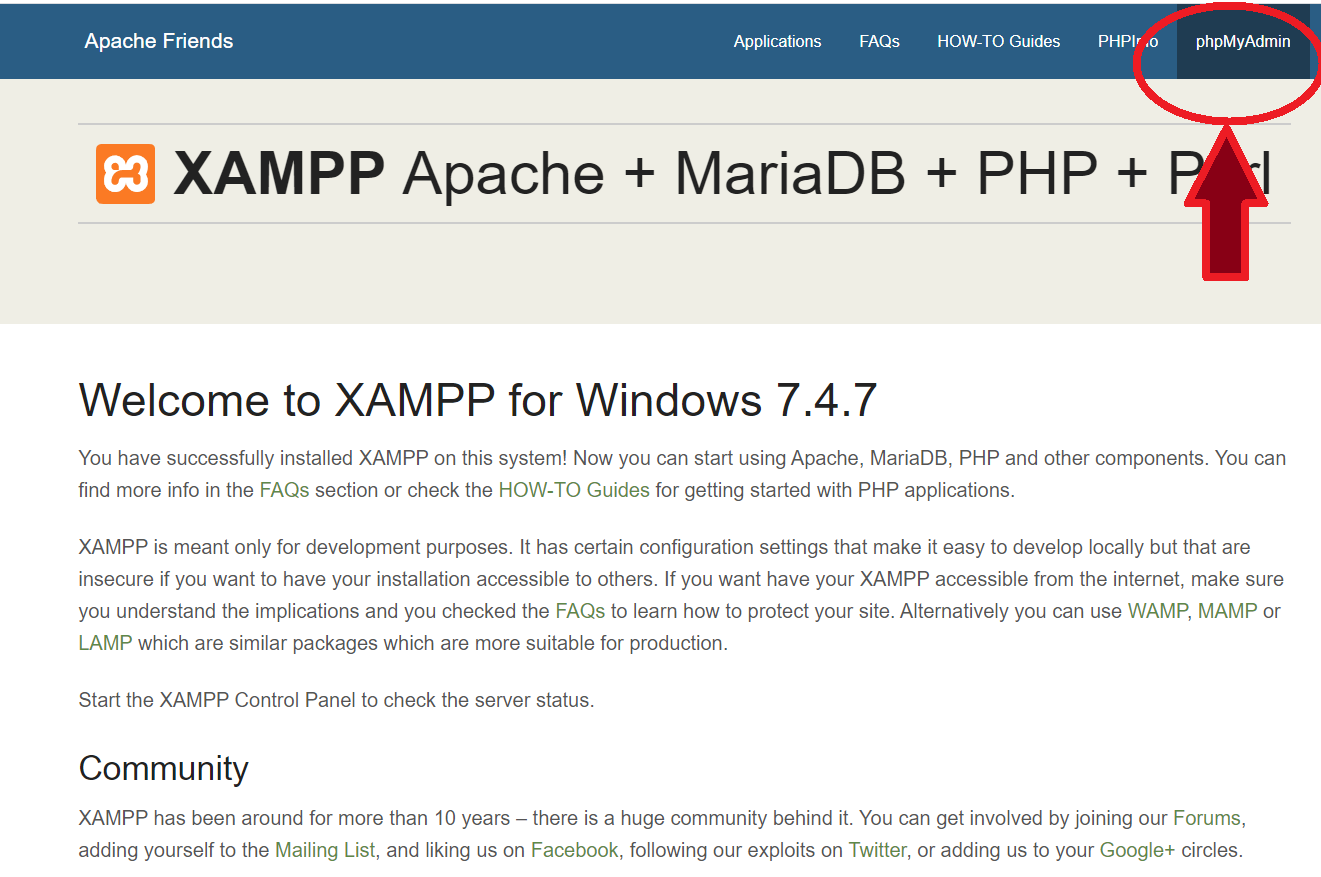 Apache Friends Applications FAQs HOW-TO Guides PHPInfo phpMyAdmin
XAMPP Apache + MariaDB + PHP + Perl
Welcome to XAMPP for Windows 7.4.7
You have successfully installed XAMPP on this system! Now you can start using Apache, MariaDB, PHP and other components. You can
find more info in the FAQs section or check the HOW-TO Guides for getting started with PHP applications.
XAMPP is meant only for development purposes. It has certain configuration settings that make it easy to develop locally but that are
insecure if you want to have your installation accessible to others. If you want have your XAMPP accessible from the internet, make sure
you understand the implications and you checked the FAQs to learn how to protect your site. Alternatively you can use WAMP, MAMP or
LAMP which are similar packages which are more suitable for production.
Start the XAMPP Control Panel to check the server status.
Community
XAMPP has been around for more than 10 years – there is a huge community behind it. You can get involved by joining our Forums,
adding yourself to the Mailing List, and liking us on Facebook, following our exploits on Twitter, or adding us to your Google+ circles.